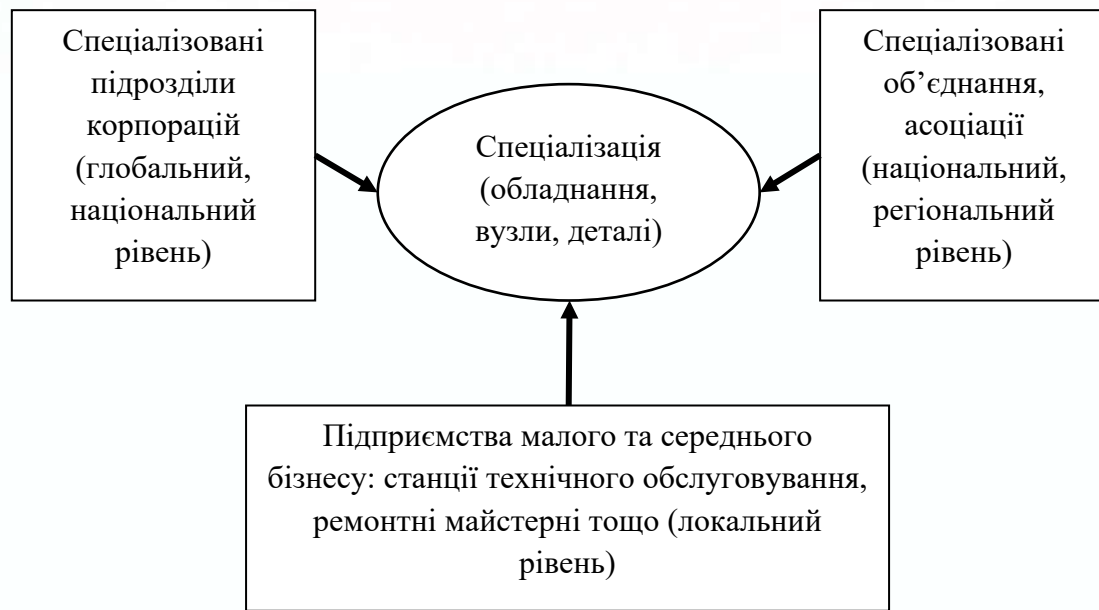 Спеціалізовані
підрозділи
корпорацій
(глобальний,
національний
рівень)
Спеціалізація
(обладнання,
вузли, деталі)
Спеціалізовані
об’єднання,
асоціації
(національний,
регіональний
рівень)
Підприємства малого та середнього
бізнесу: станції технічного обслуговування,
ремонтні майстерні тощо (локальний
рівень)